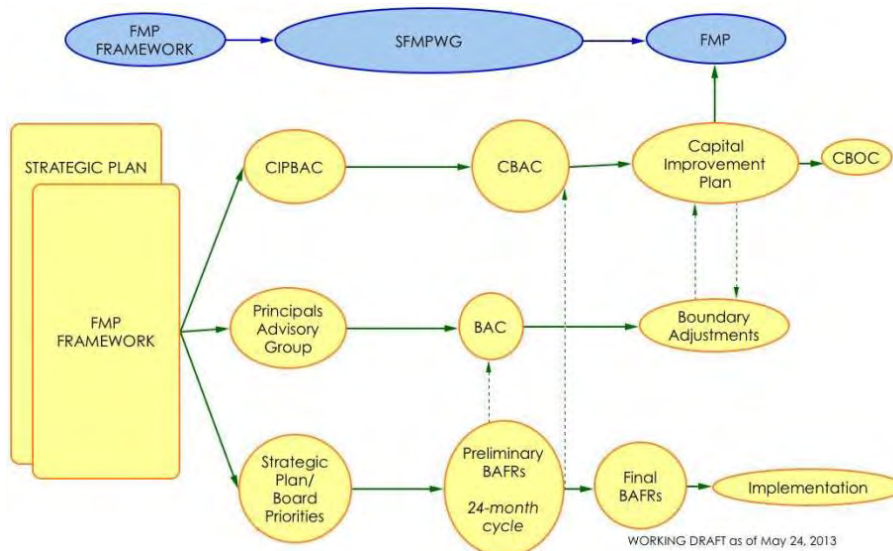 FMP
FRAMEWORK
SFMPWG
FMP
STRATEGIC PLAN
FMP
FRAMEWORK
CIPBAC
CBAC
Capital
Improvement
Plan
CBOC
Principals
Advisory
Group
BAC
Boundary
Adjustments
Strategic
Plan/
Board
Priorities
Preliminary
BAFRs
24-month
cycle
Final
BAFRs
Implementation
WORKING DRAFT as of May 24, 2013